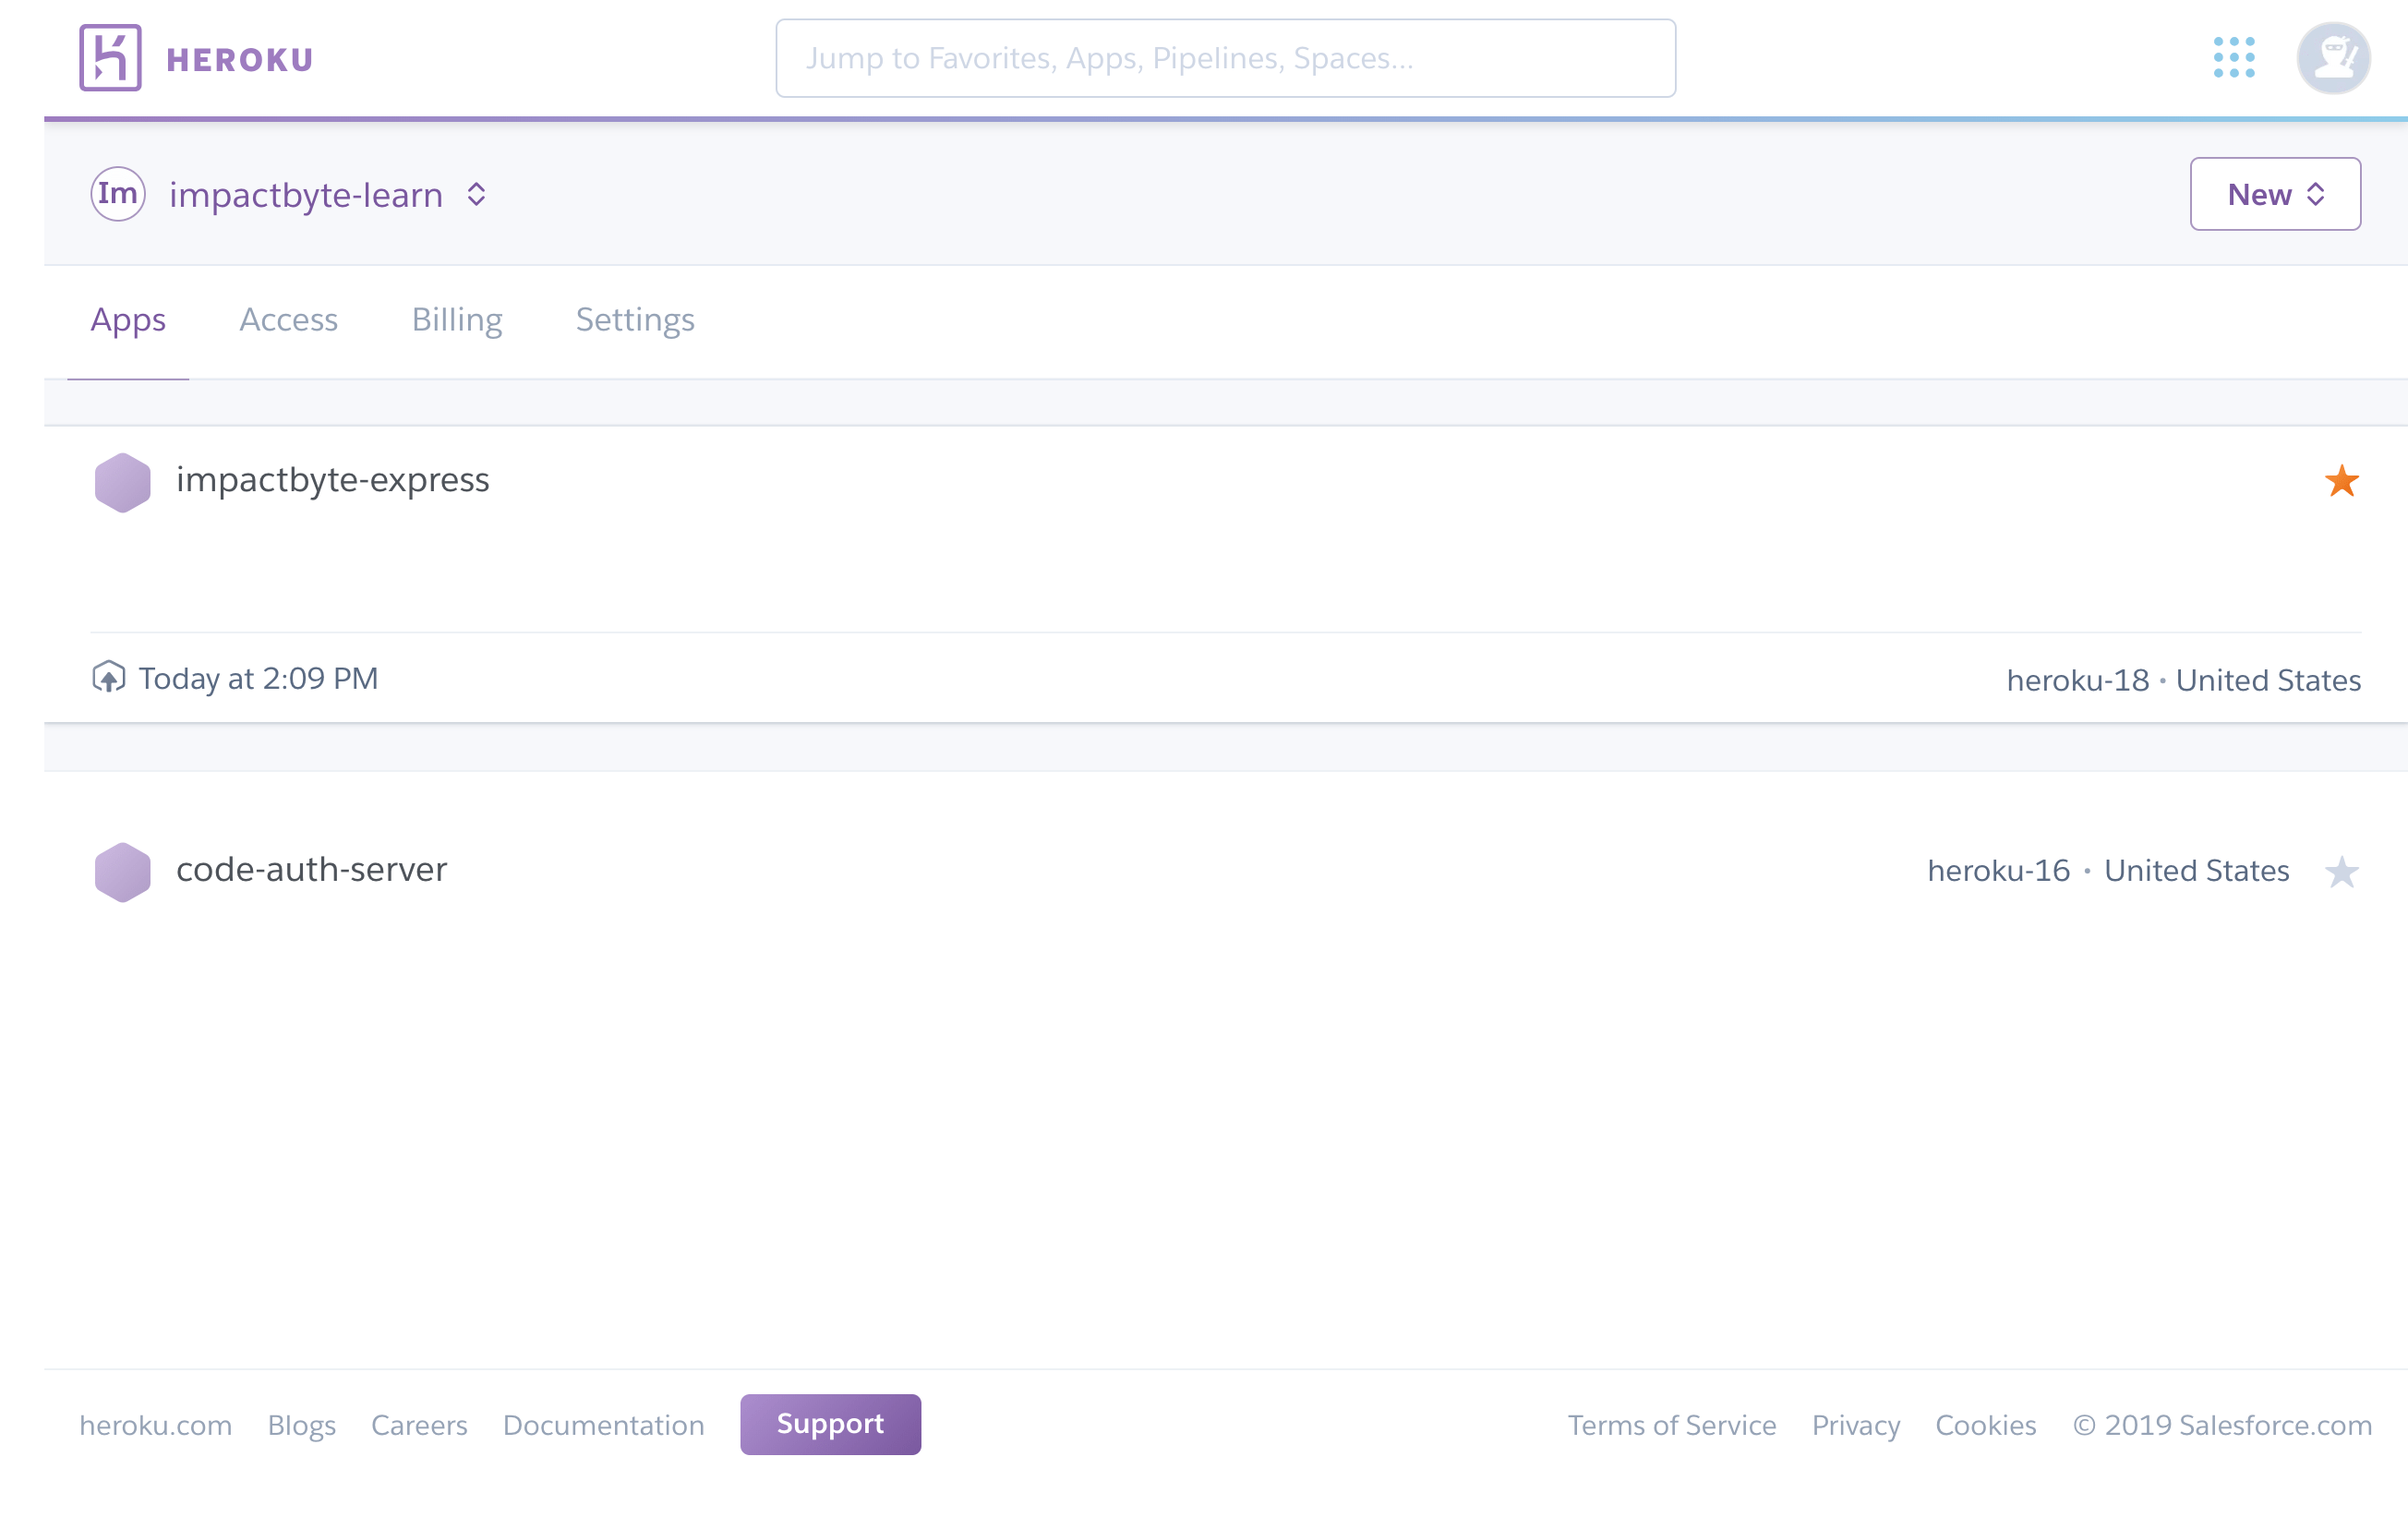 HEROKU
Jump to Favorites, Apps, Pipelines, Spaces...
Im impactbyte-learn
New
Apps Access Billing Settings
impactbyte-express
Today at 2:09 PM heroku-18 • United States
code-auth-server heroku-16 • United States
heroku.com Blogs Careers Documentation Support Terms of Service Privacy Cookies © 2019 Salesforce.com